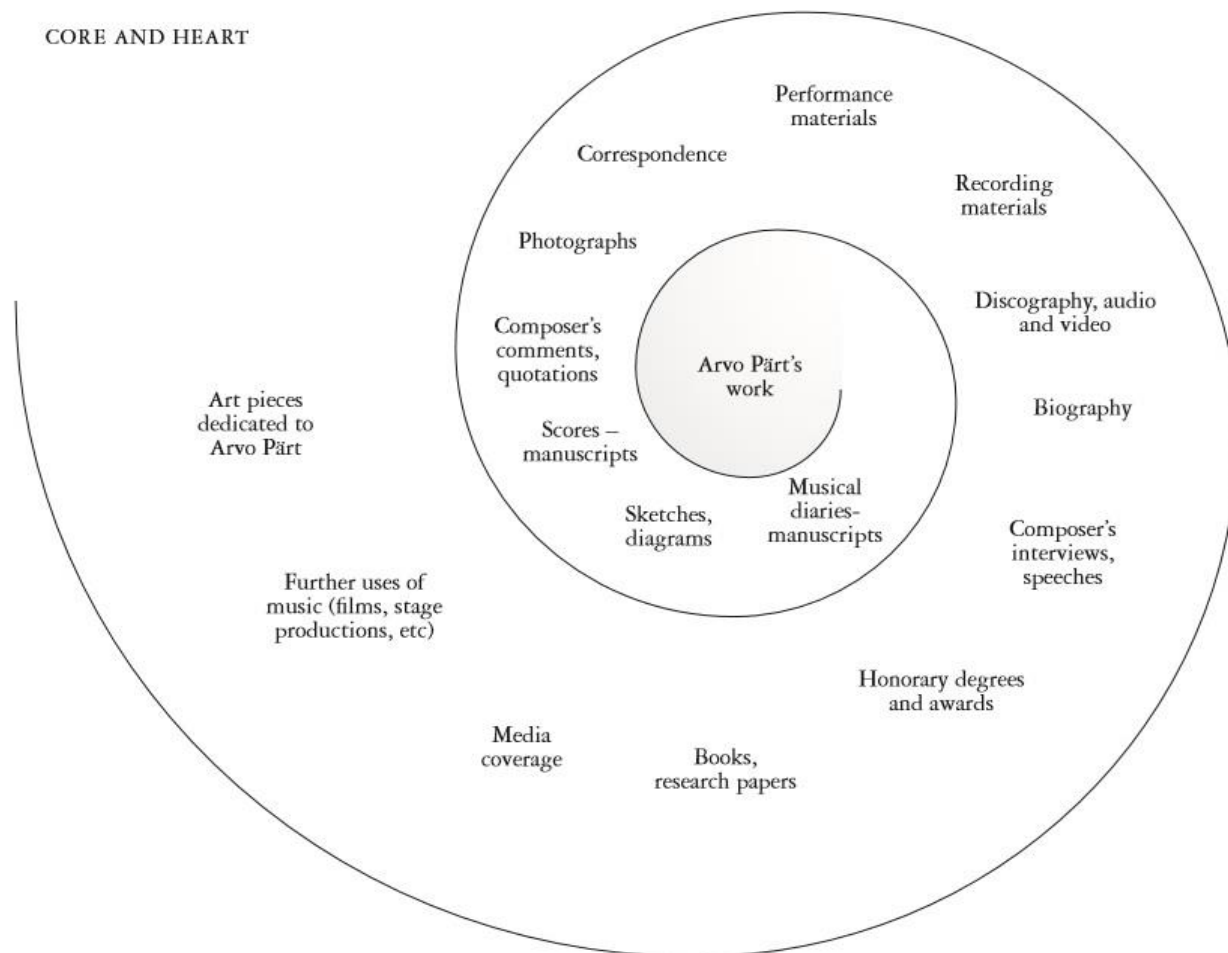 CORE AND HEART
Arvo Pärt's
work
Musical
diaries-
manuscripts
Sketches,
diagrams
Scores –
manuscripts
Composer's
comments,
quotations
Photographs
Correspondence
Performance
materials
Recording
materials
Discography, audio
and video
Biography
Composer's
interviews,
speeches
Honorary degrees
and awards
Books,
research papers
Media
coverage
Further uses of
music (films, stage
productions, etc)
Art pieces
dedicated to
Arvo Pärt